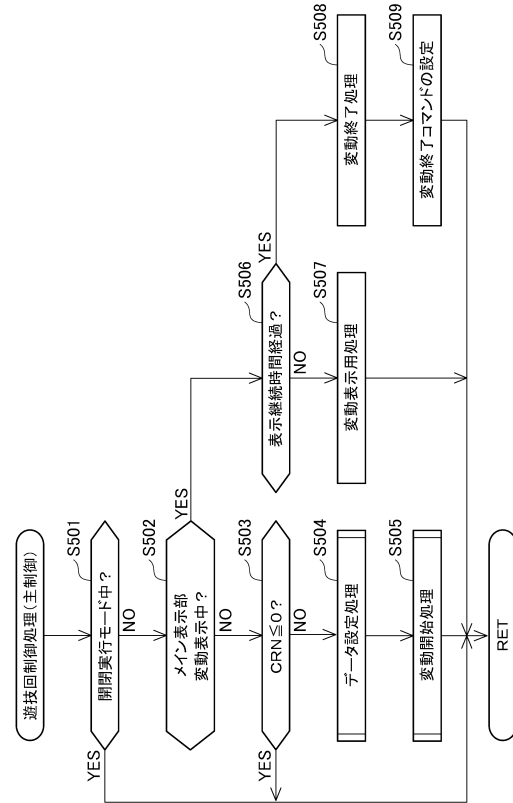 遊技回制御処理(主制御)
S501
開閉実行モード中？
YES
NO
S502
メイン表示部
変動表示中？
YES
NO
S503
CRN≦0？
NO
S504
データ設定処理
S505
変動開始処理
RET
S506
表示継続時間経過？
YES
NO
S507
変動表示用処理
S508
変動終了処理
S509
変動終了コマンドの設定